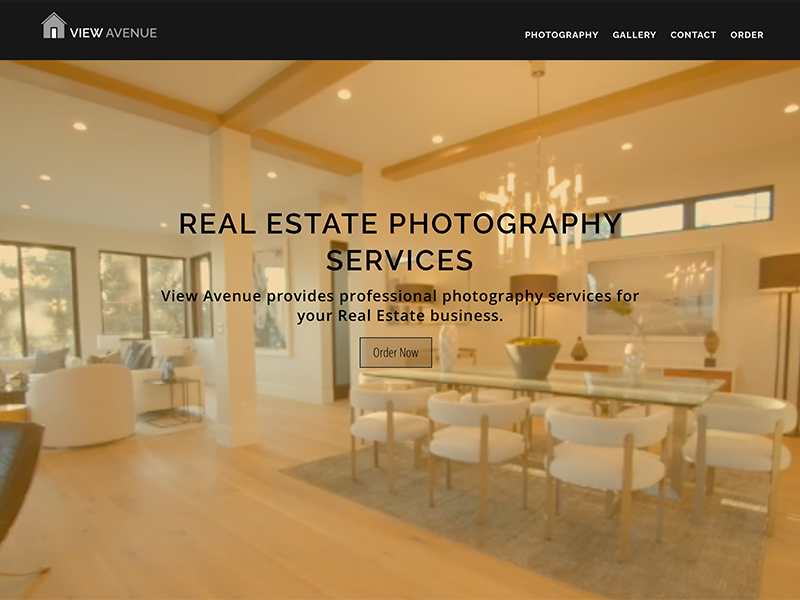 VIEW AVENUE
PHOTOGRAPHY GALLERY CONTACT ORDER
REAL ESTATE PHOTOGRAPHY
SERVICES
View Avenue provides professional photography services for
your Real Estate business.
Order Now